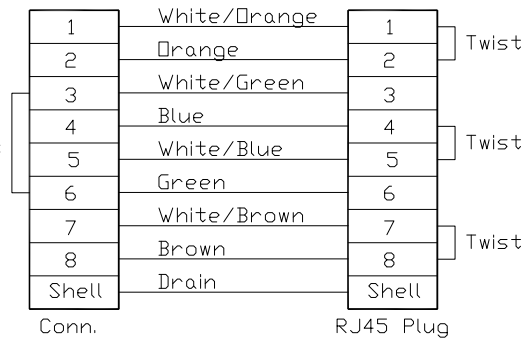 1 White/Orange 1
2 Orange 2
Twist
3 White/Green 3
4 Blue 4
5 White/Blue 5
Twist
6 Green 6
7 White/Brown 7
8 Brown 8
Twist
Shell Drain Shell
Conn. RJ45 Plug